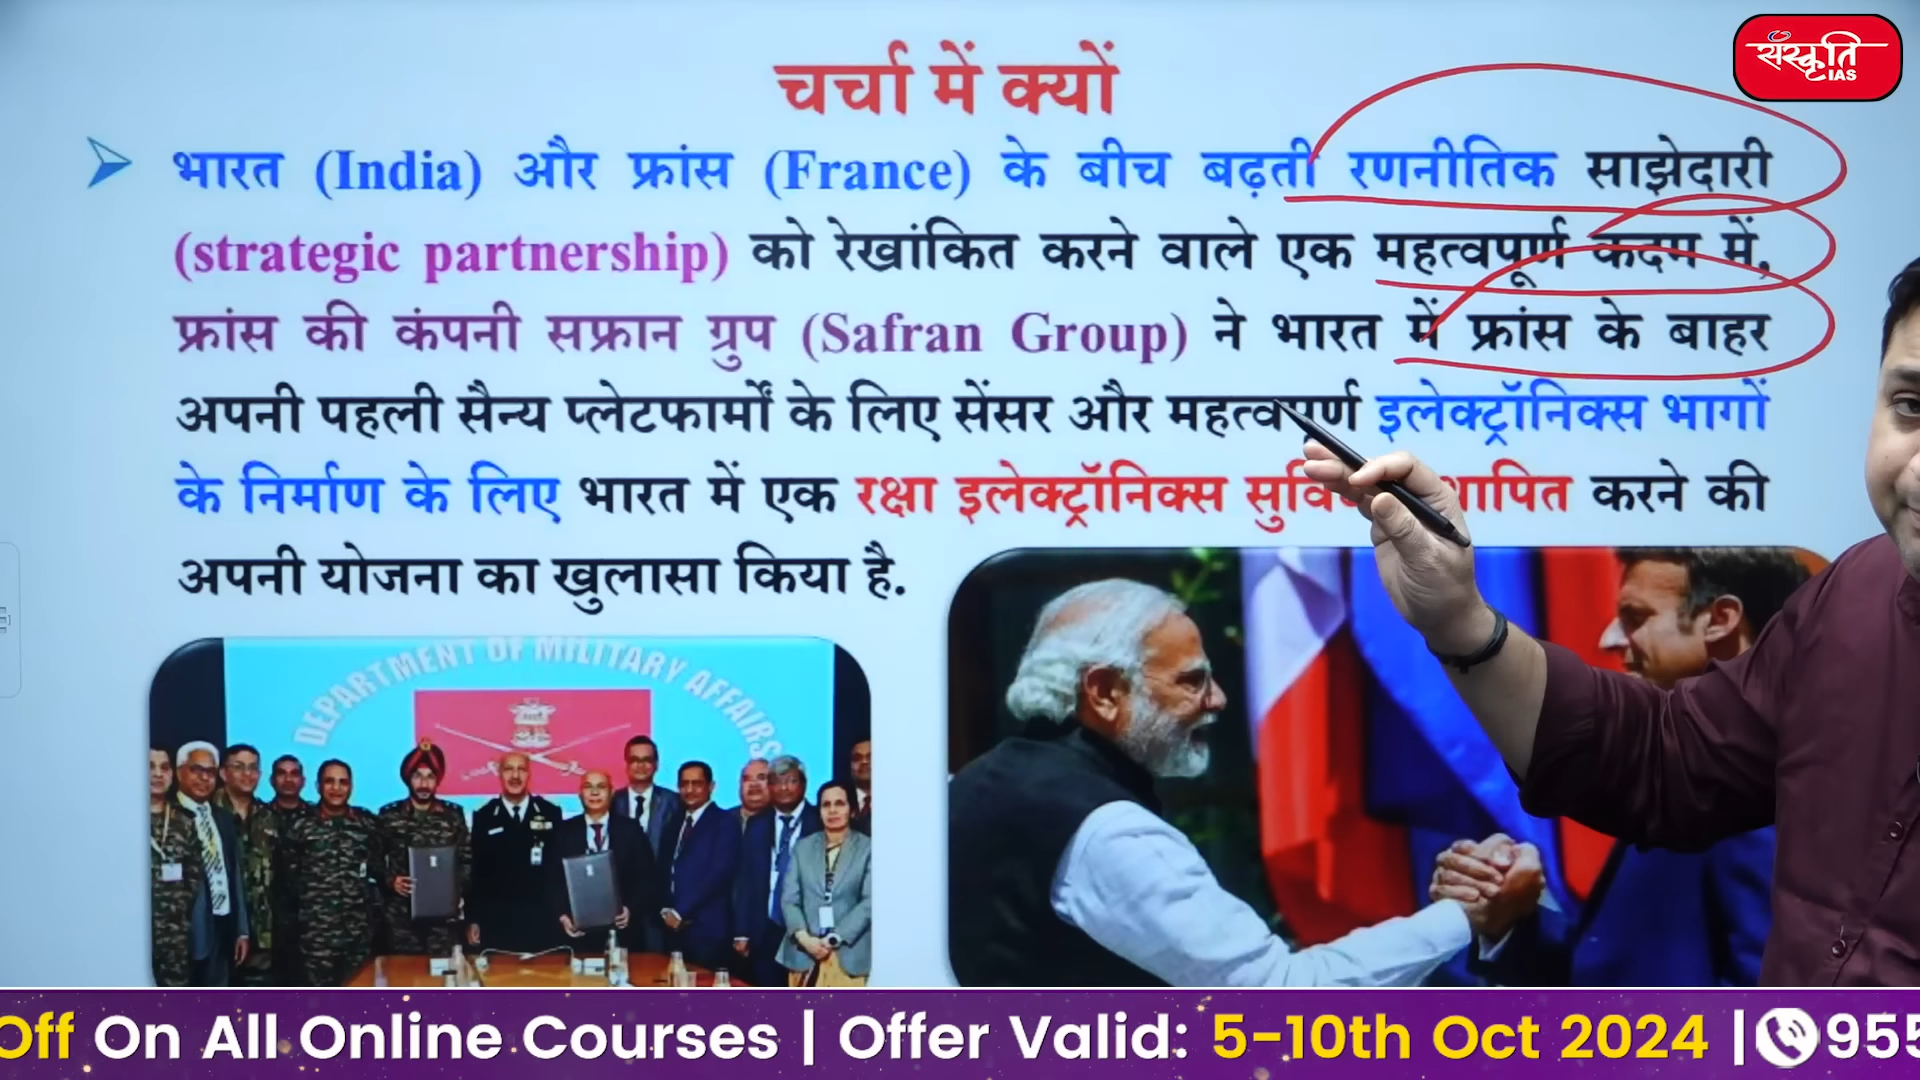 चर्चा में क्यों
संस्कृति
IAS
भारत (India) और फ्रांस (France) के बीच बढ़ती रणनीतिक साझेदारी
(strategic partnership) को रेखांकित करने वाले एक महत्वपूर्ण कदम में,
फ्रांस की कंपनी सफ्रान ग्रुप (Safran Group) ने भारत में फ्रांस के बाहर
अपनी पहली सैन्य प्लेटफार्मों के लिए सेंसर और महत्वपूर्ण इलेक्ट्रॉनिक्स भागों
के निर्माण के लिए भारत में एक रक्षा इलेक्ट्रॉनिक्स करने की
अपनी योजना का खुलासा किया है.
DEPARTMENT OF MILITARY AFFAIRS
Off On All Online Courses | Offer Valid: 5-10th Oct 2024 | 955